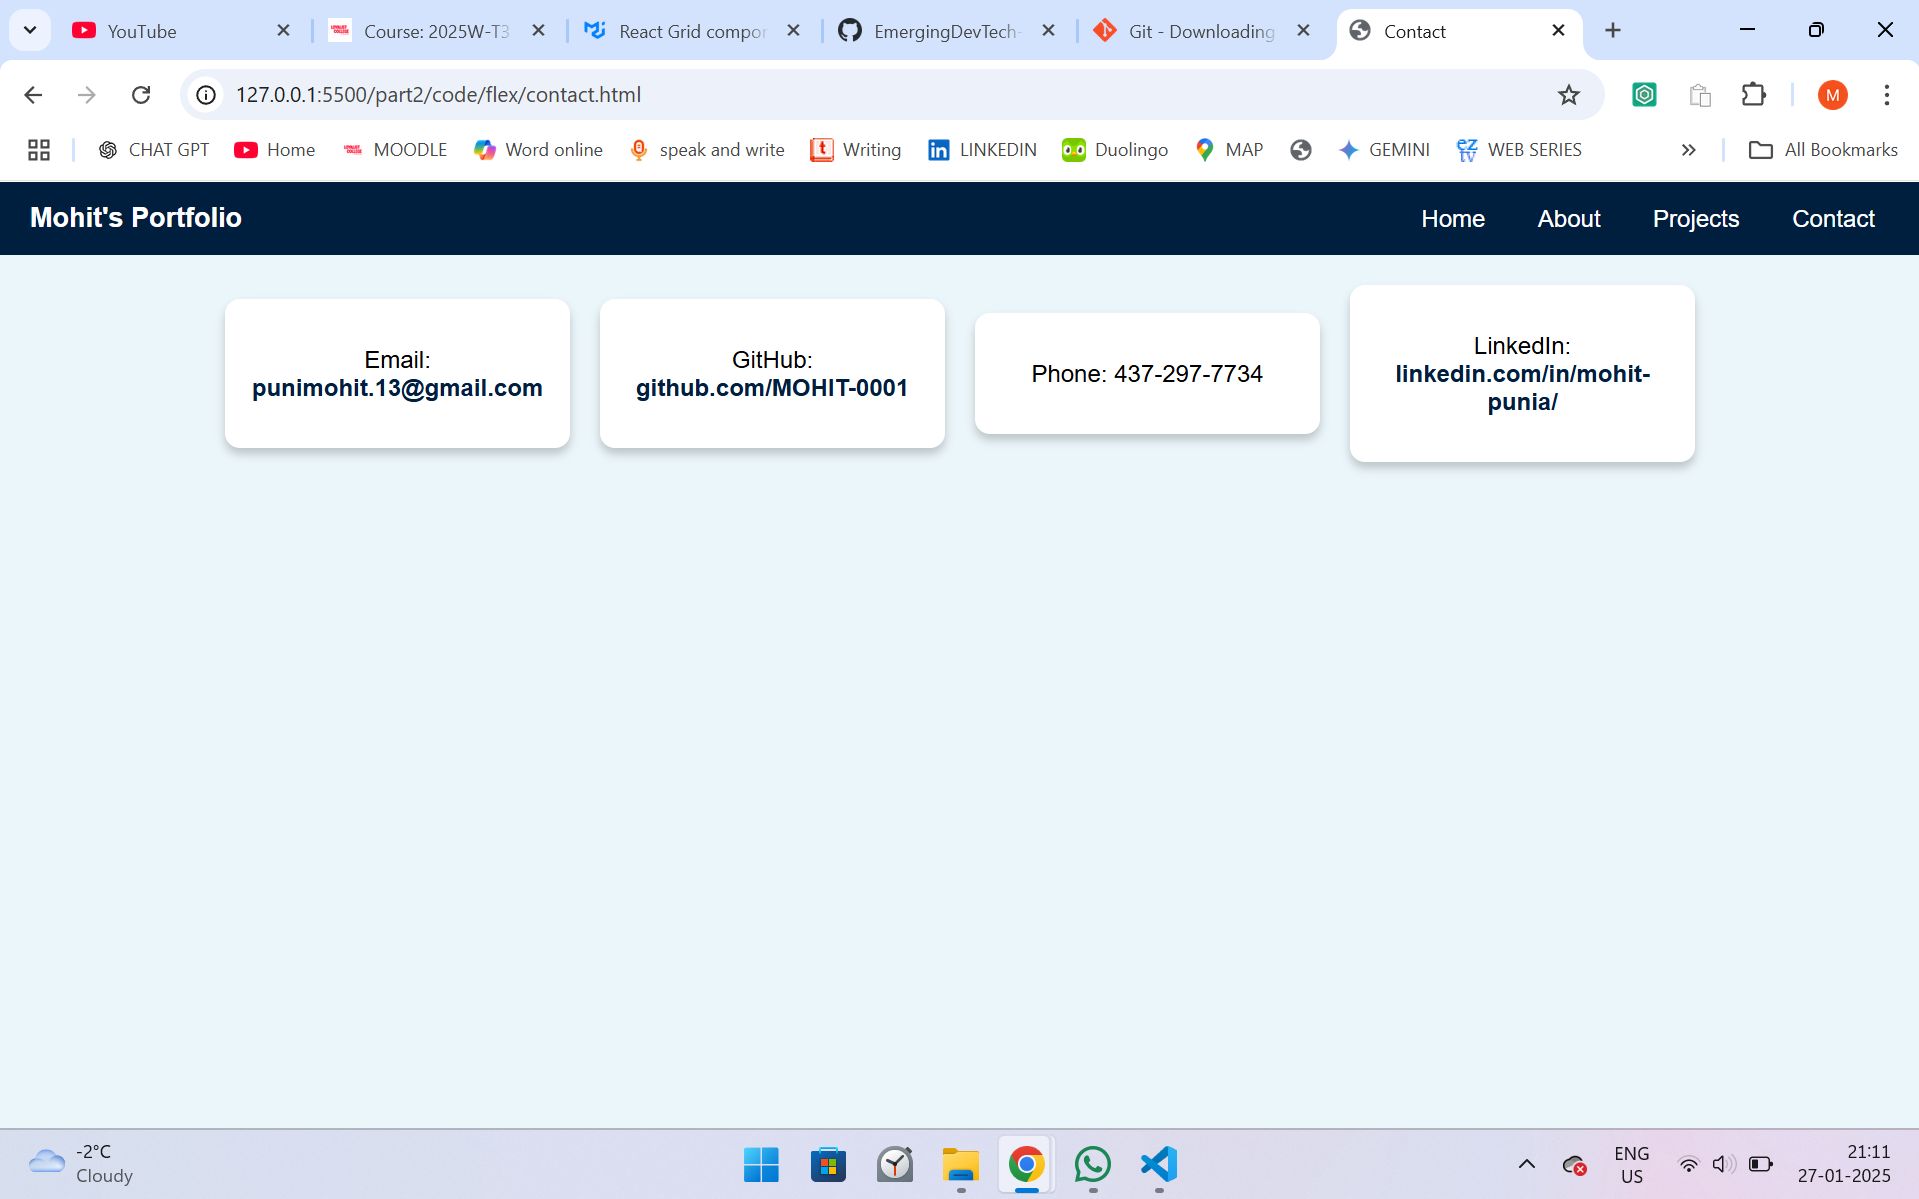 YouTube
Course: 2025W-T3
React Grid compor
EmergingDevTech-
Git - Downloading
Contact
127.0.0.1:5500/part2/code/flex/contact.html
M
CHAT GPT
Home
MOODLE
Word online
speak and write
Writing
LINKEDIN
Duolingo
MAP
GEMINI
WEB SERIES
All Bookmarks
Mohit's Portfolio
Home
About
Projects
Contact
Email:
punimohit.13@gmail.com
GitHub:
github.com/MOHIT-0001
Phone: 437-297-7734
LinkedIn:
linkedin.com/in/mohit-
punia/
-2°C
Cloudy
ENG
US
21:11
27-01-2025